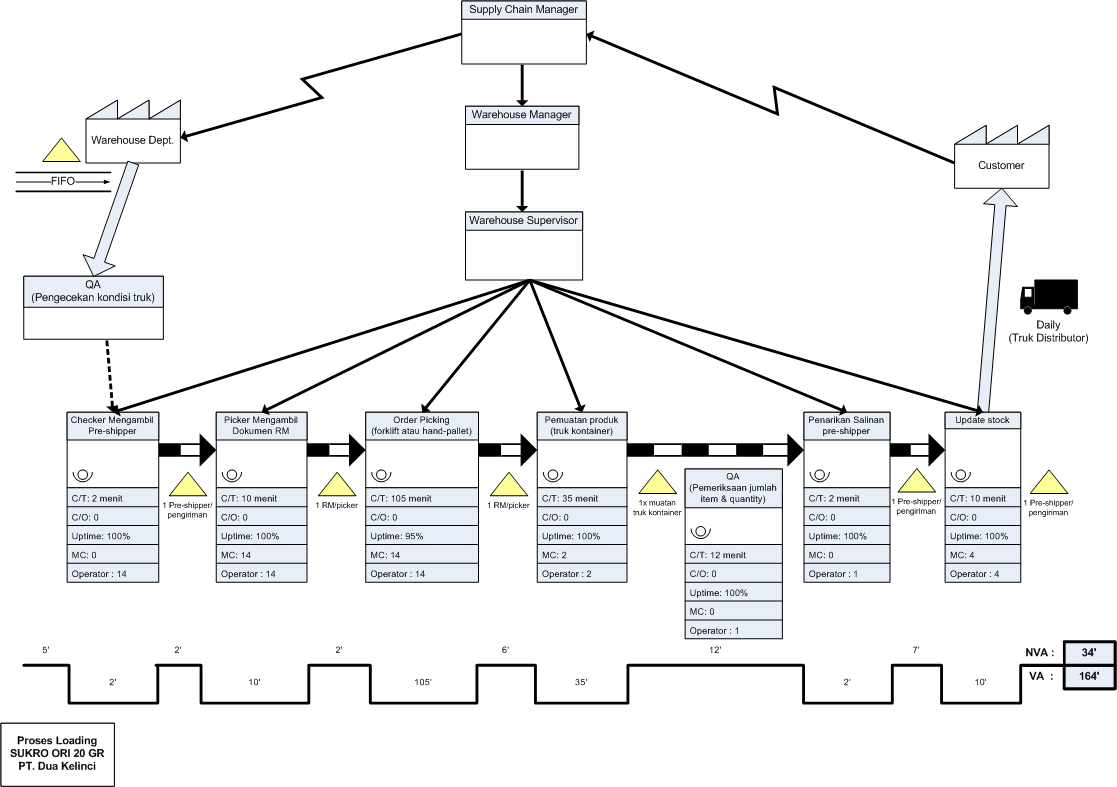 Supply Chain Manager
Warehouse Manager
Warehouse Supervisor
Warehouse Dept.
FIFO
Customer
QA
(Pengecekan kondisi truk)
Daily
(Truk Distributor)
Checker Mengambil
Pre-shipper
C/T: 2 menit
C/O: 0
Uptime: 100%
MC: 0
Operator : 14
1 Pre-shipper/
pengiriman
Picker Mengambil
Dokumen RM
C/T: 10 menit
C/O: 0
Uptime: 100%
MC: 14
Operator : 14
1 RM/picker
Order Picking
(forklift atau hand-pallet)
C/T: 105 menit
C/O: 0
Uptime: 95%
MC: 14
Operator : 14
1 RM/picker
Pemuatan produk
(truk kontainer)
C/T: 35 menit
C/O: 0
Uptime: 100%
MC: 2
Operator : 2
1x muatan
truk kontainer
QA
(Pemeriksaan jumlah
item & quantity)
C/T: 12 menit
C/O: 0
Uptime: 100%
MC: 0
Operator : 1
Penarikan Salinan
pre-shipper
C/T: 2 menit
C/O: 0
Uptime: 100%
MC: 0
Operator : 1
1 Pre-shipper/
pengiriman
Update stock
C/T: 10 menit
C/O: 0
Uptime: 100%
MC: 4
Operator : 4
1 Pre-shipper/
pengiriman
5' 2' 2' 6' 12' 7'
2' 10' 105' 35' 2' 10'
NVA : 34'
VA : 164'
Proses Loading
SUKRO ORI 20 GR
PT. Dua Kelinci